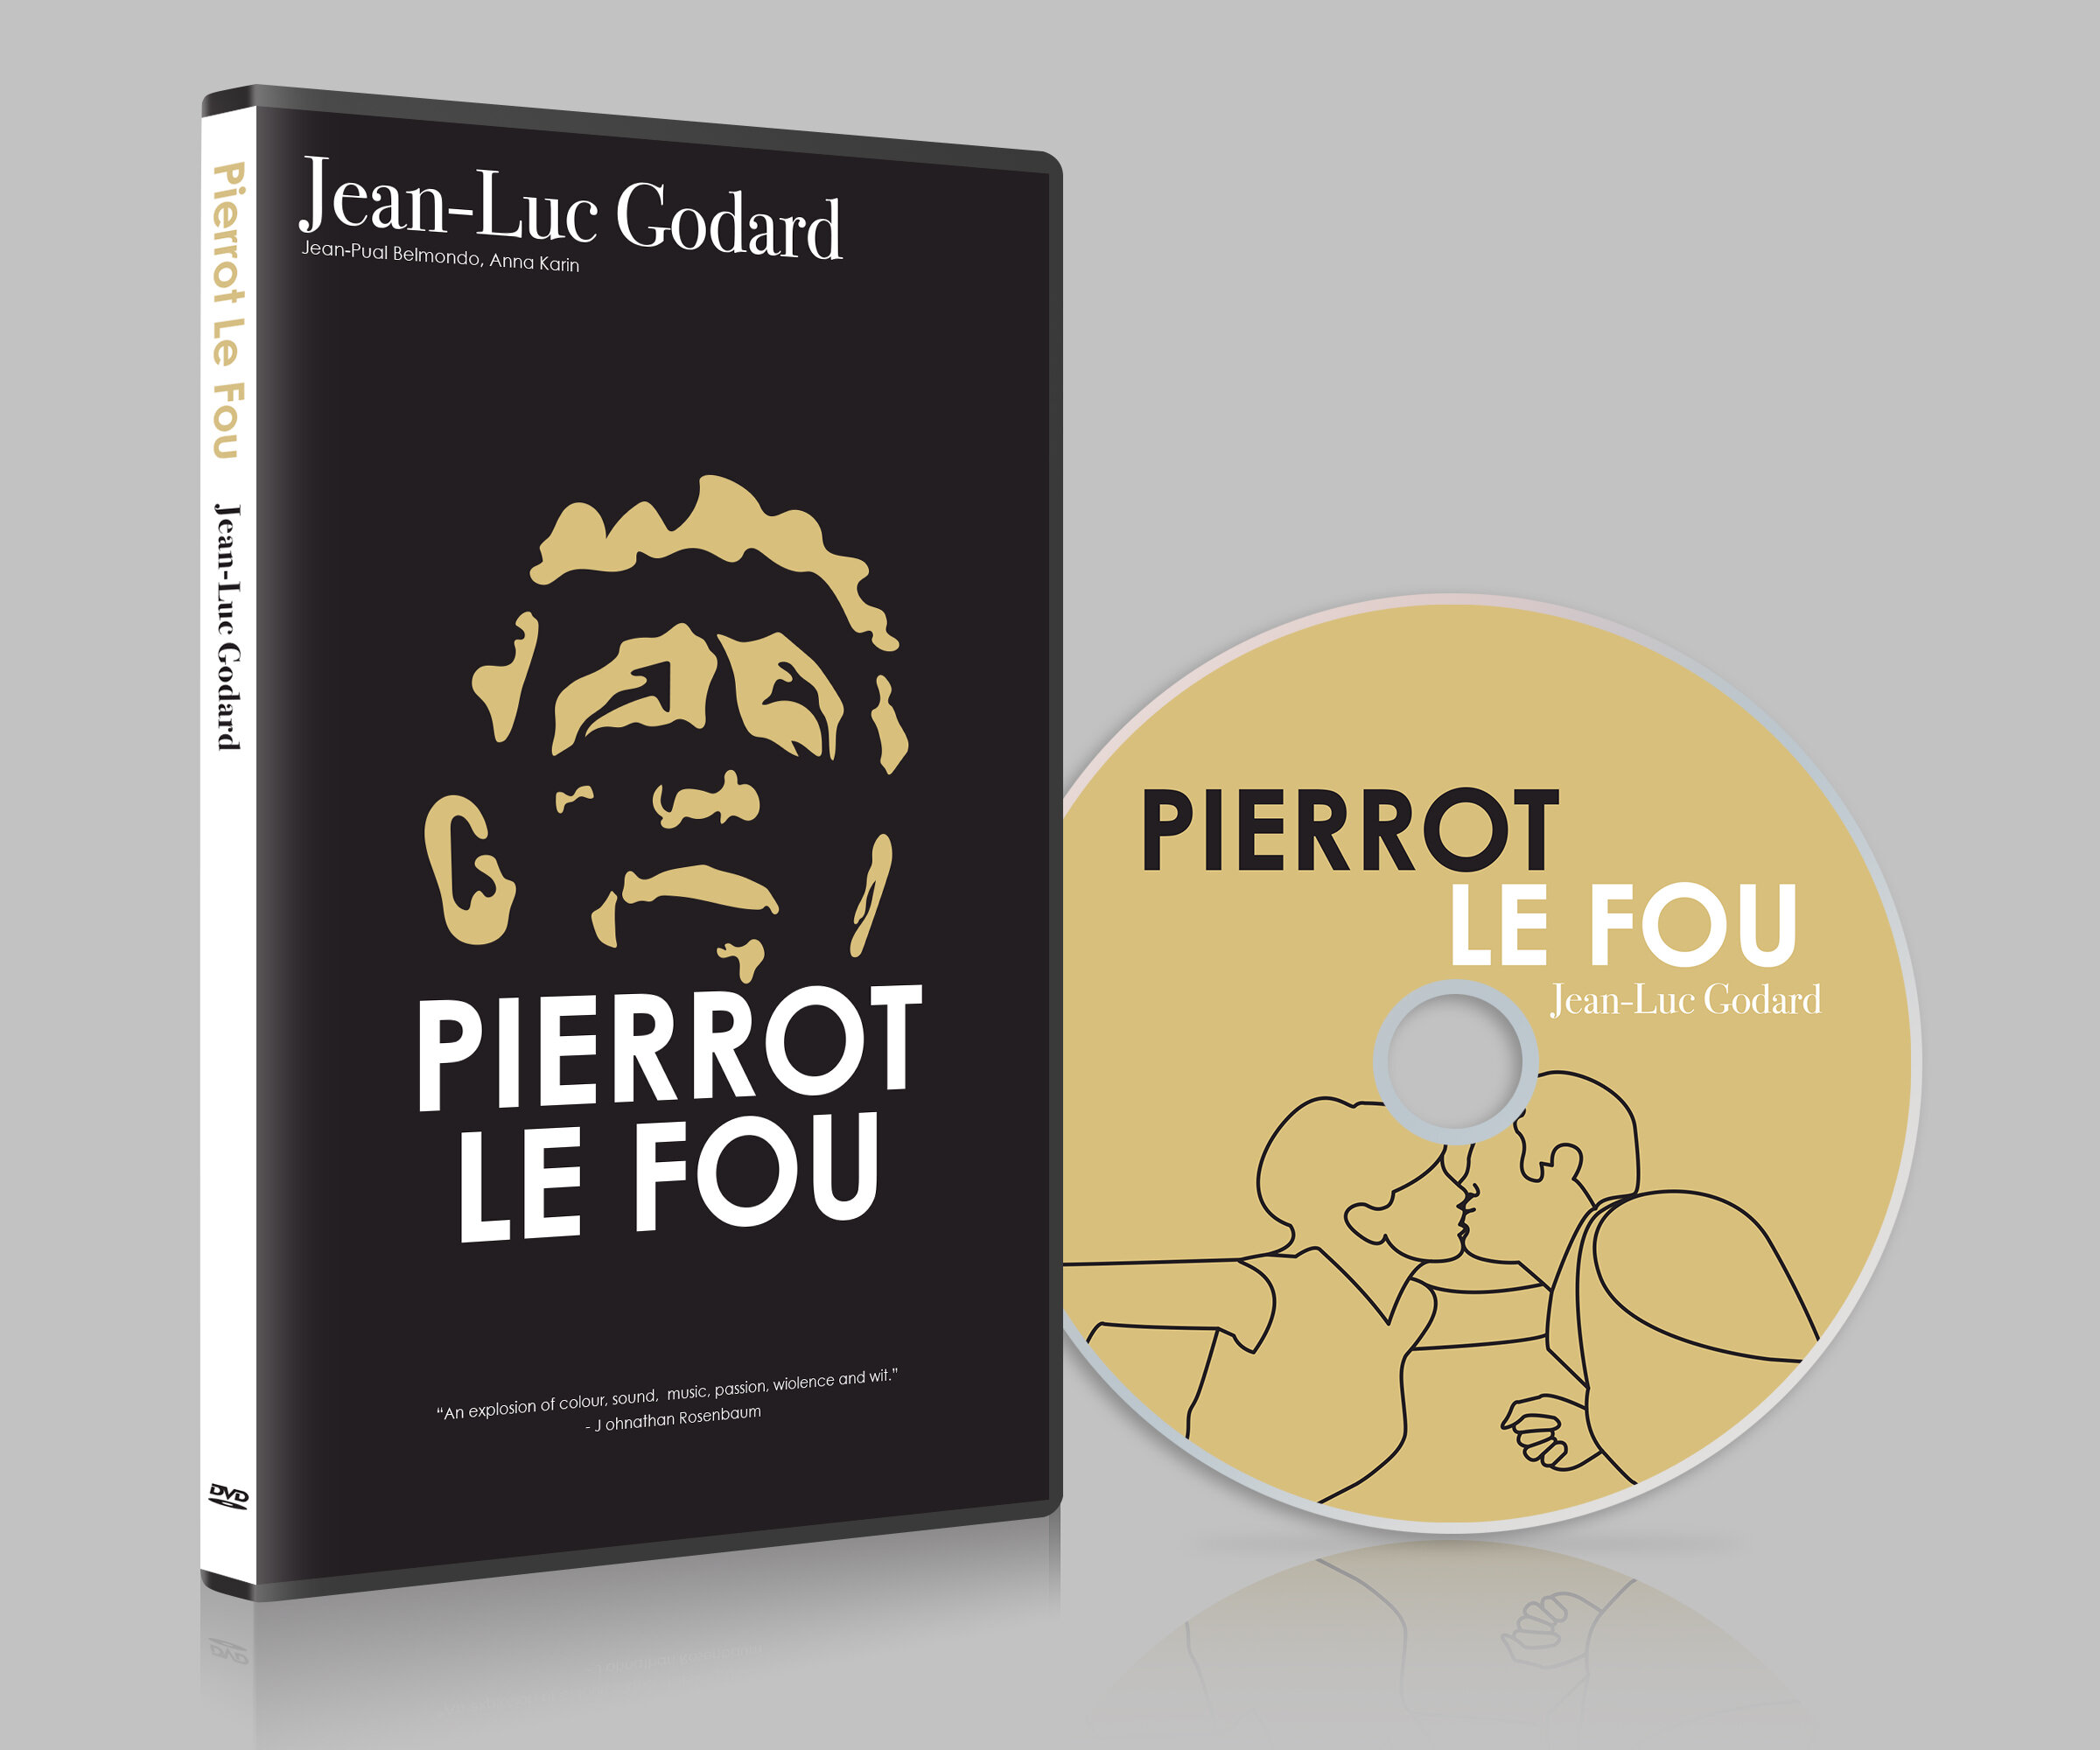 Pierrot Le Fou Jean-Luc Godard
DVD
Jean-Luc Godard
Jean-Pual Belmondo, Anna Karin
PIERROT
LE FOU
“An explosion of colour, sound,  music, passion, wiolence and wit.”
- J ohnathan Rosenbaum
PIERROT
LE FOU
Jean-Luc Godard